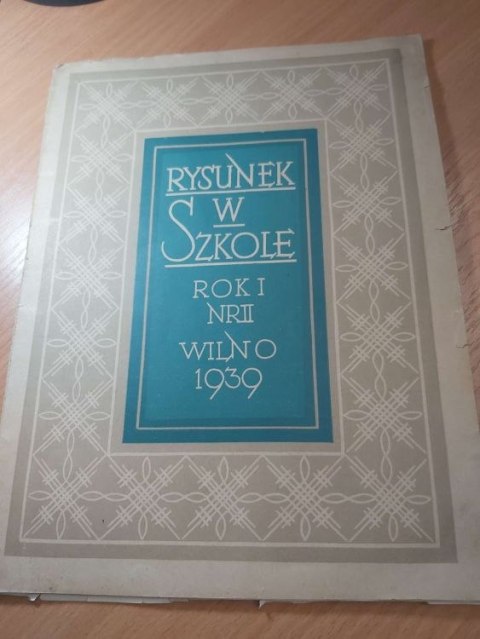 RYSUNEK
W
SZKOLE
ROK I
NR II
WILNO
1939